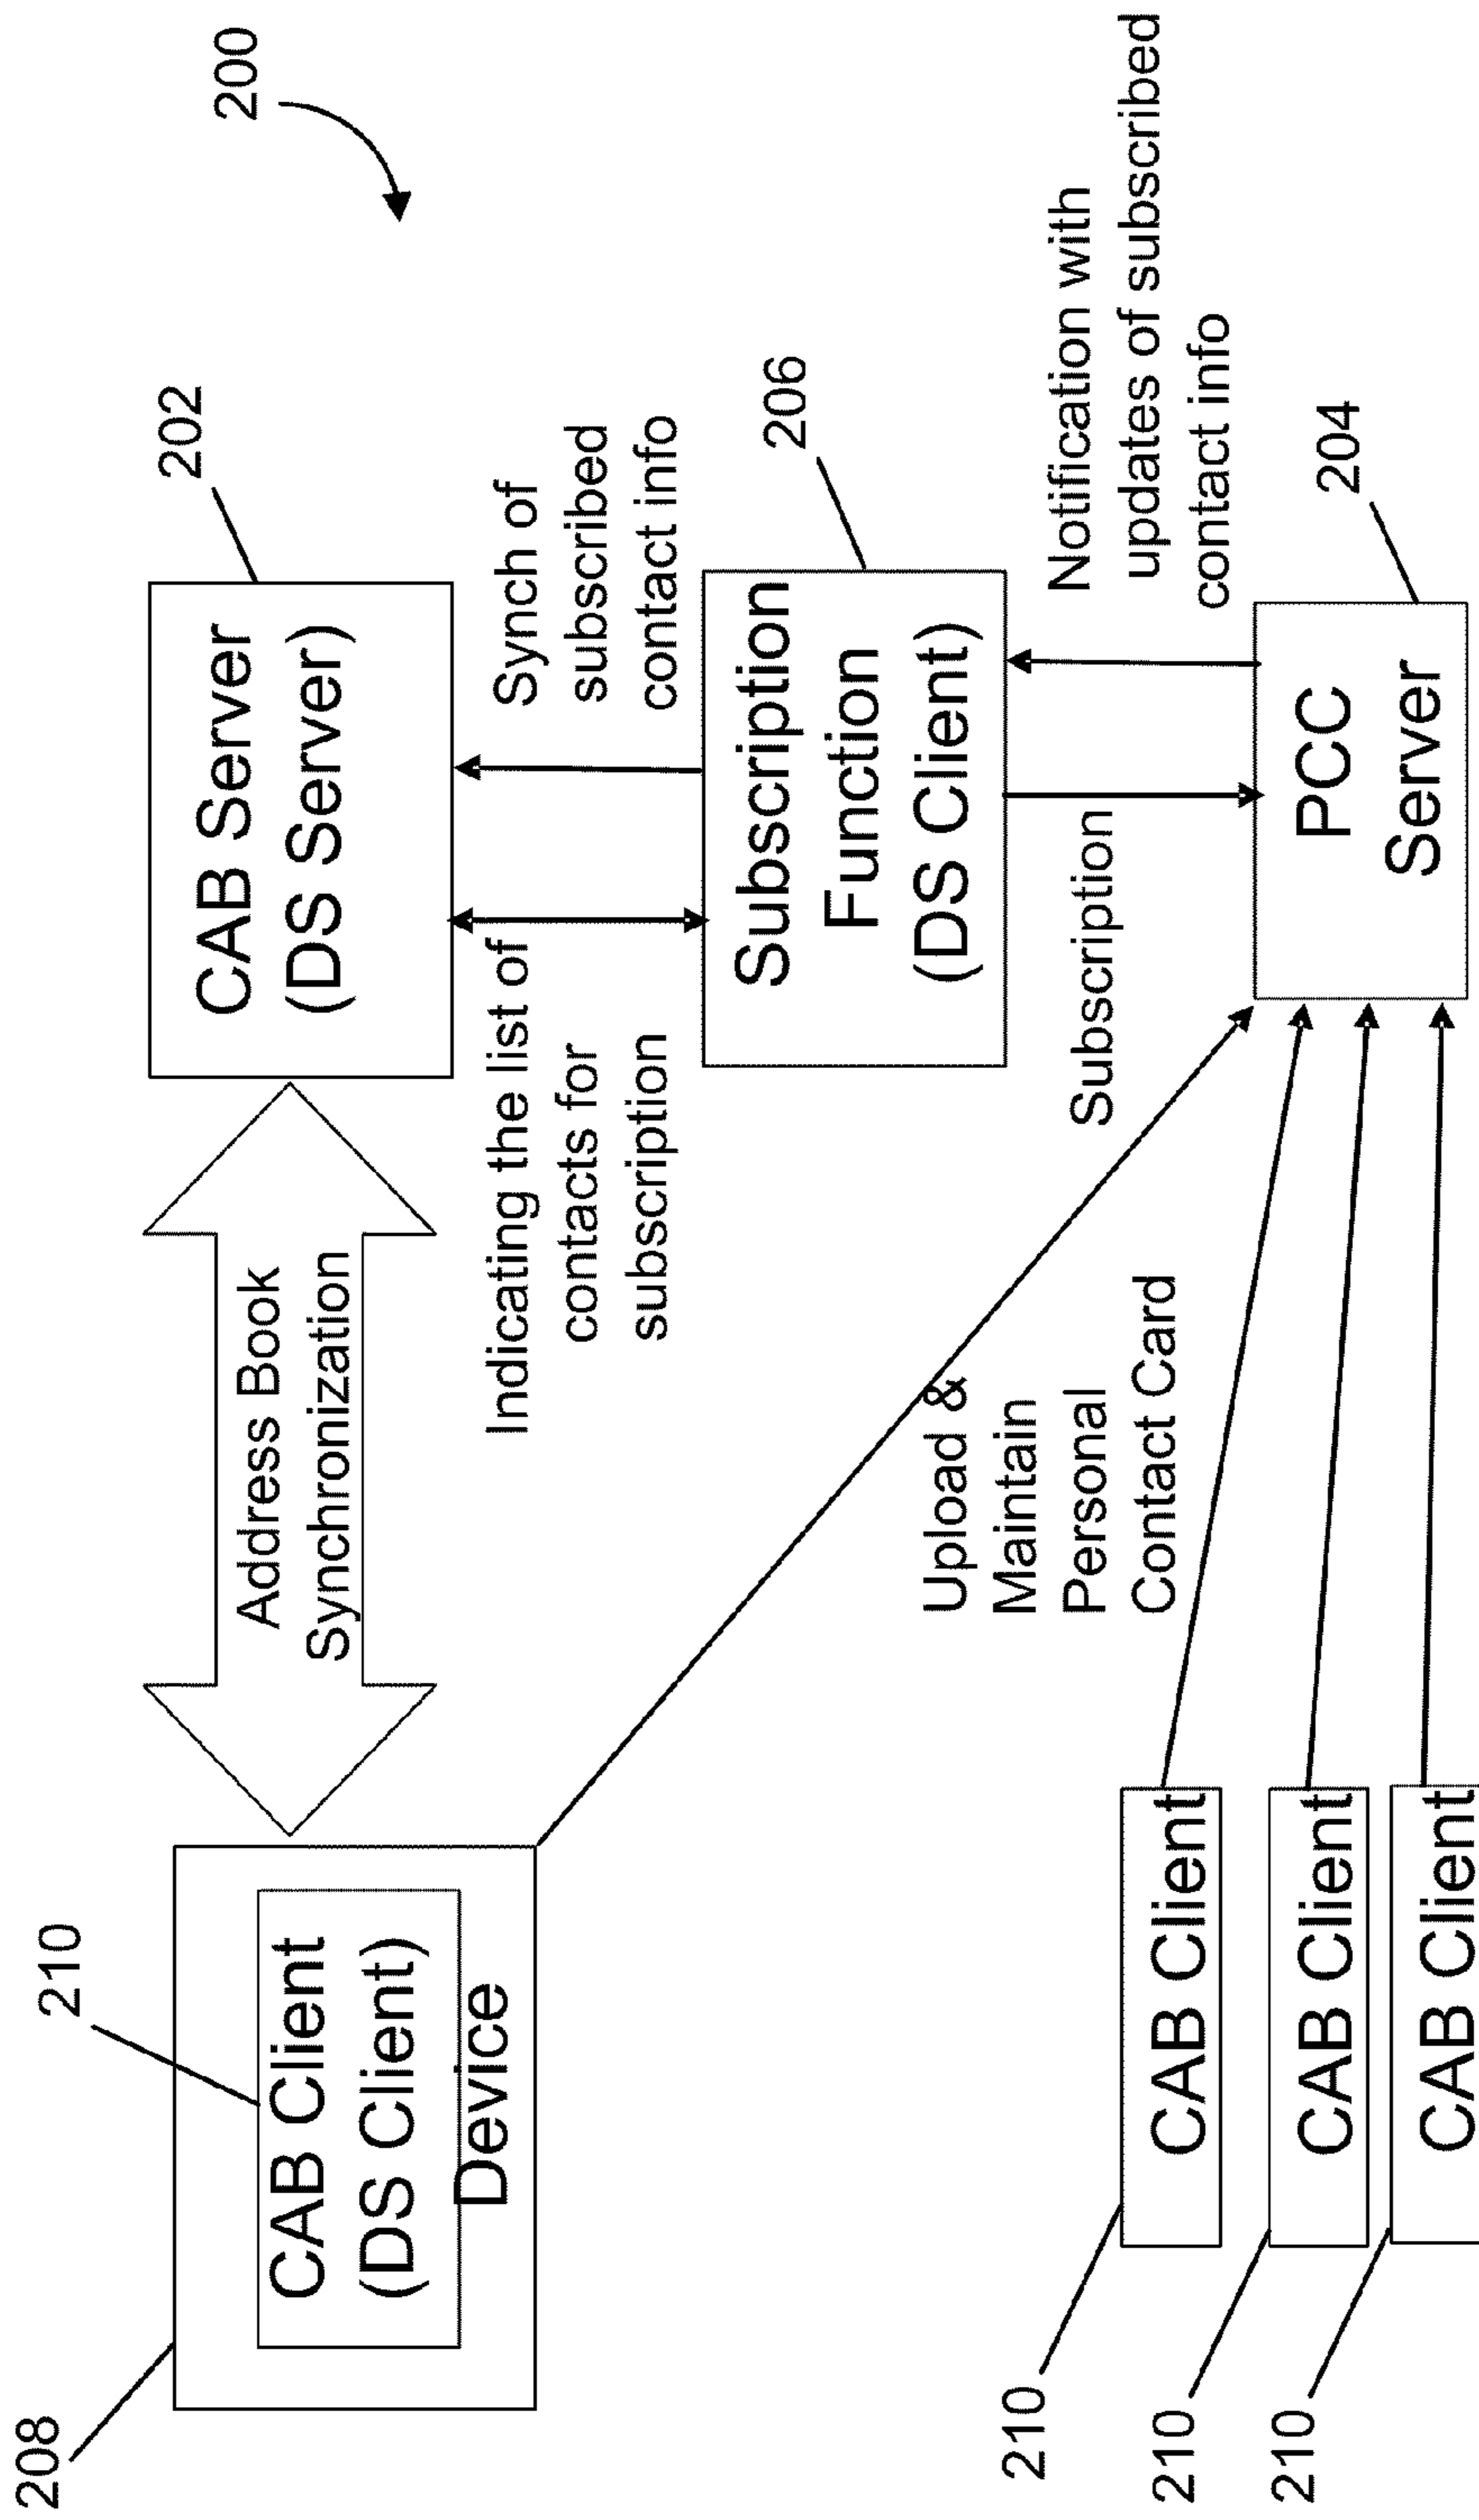 200
202
CAB Server
(DS Server)
Address Book
Synchronization
210
208
CAB Client
(DS Client)
Device
Indicating the list of
contacts for
subscription
Synch of
subscribed
contact info
206
Subscription
Function
(DS Client)
Subscription
Notification with
updates of subscribed
contact info
204
PCC
Server
Upload &
Maintain
Personal
Contact Card
210
CAB Client
210
CAB Client
210
CAB Client